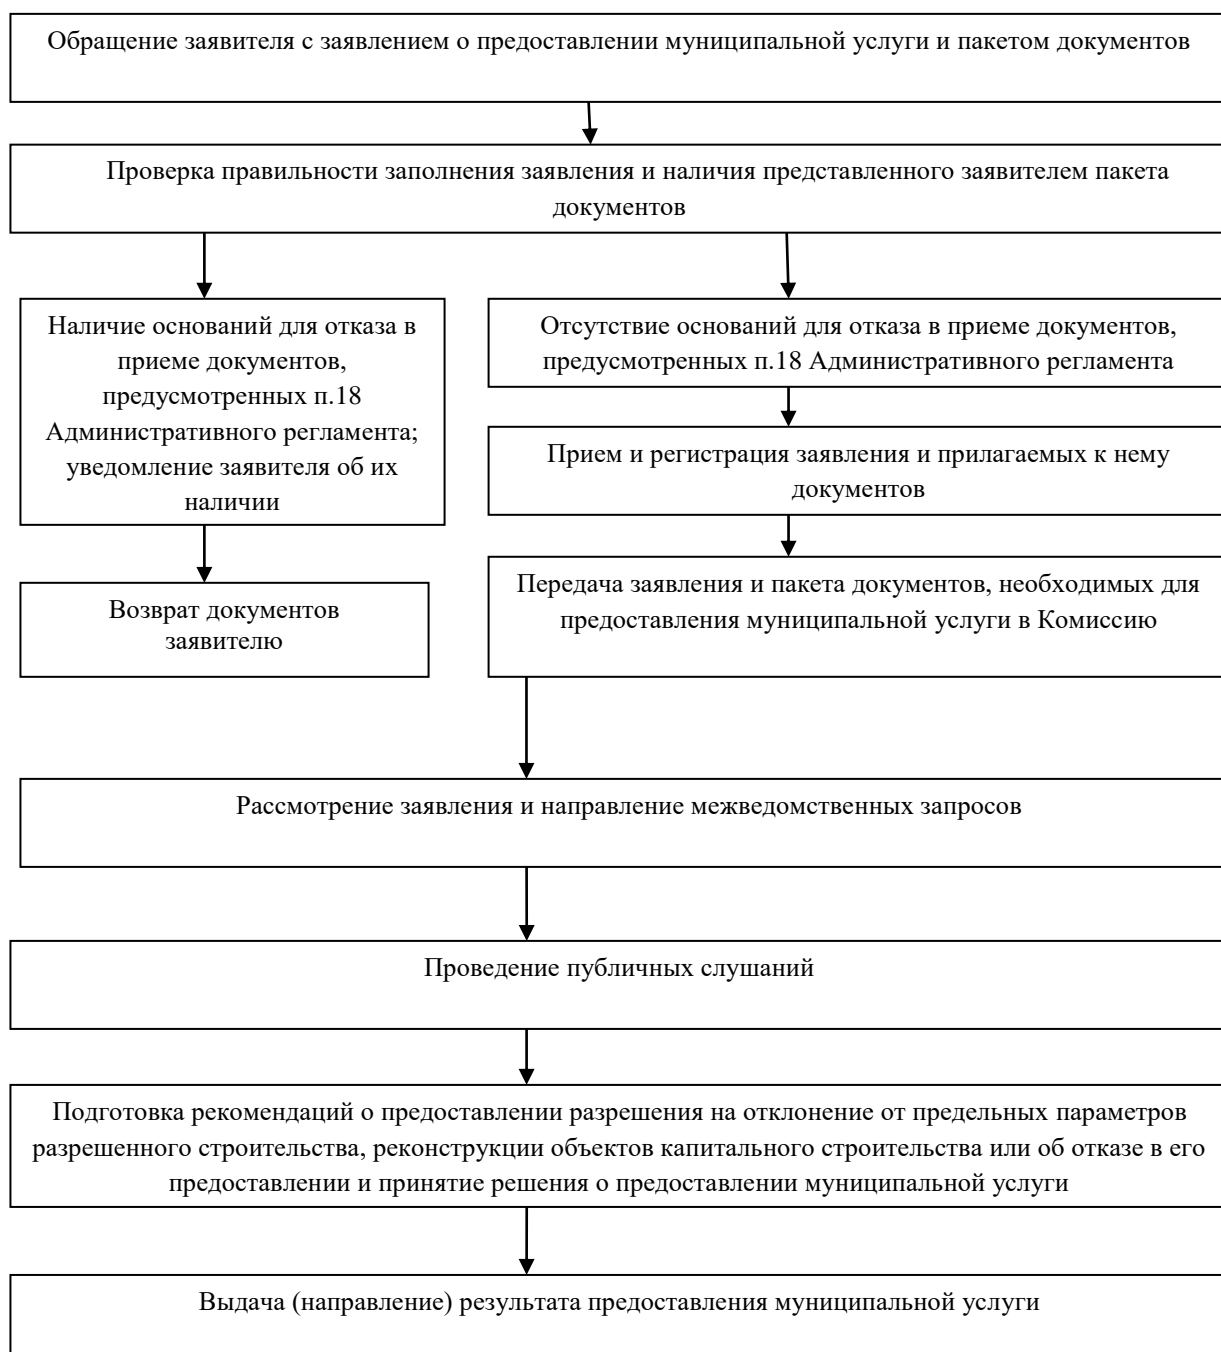 Обращение заявителя с заявлением о предоставлении муниципальной услуги и пакетом документов
Проверка правильности заполнения заявления и наличия представленного заявителем пакета
документов
Наличие оснований для отказа в
приеме документов,
предусмотренных п.18
Административного регламента;
уведомление заявителя об их
наличии
Возврат документов
заявителю
Отсутствие оснований для отказа в приеме документов,
предусмотренных п.18 Административного регламента
Прием и регистрация заявления и прилагаемых к нему
документов
Передача заявления и пакета документов, необходимых для
предоставления муниципальной услуги в Комиссию
Рассмотрение заявления и направление межведомственных запросов
Проведение публичных слушаний
Подготовка рекомендаций о предоставлении разрешения на отклонение от предельных параметров
разрешенного строительства, реконструкции объектов капитального строительства или об отказе в его
предоставлении и принятие решения о предоставлении муниципальной услуги
Выдача (направление) результата предоставления муниципальной услуги